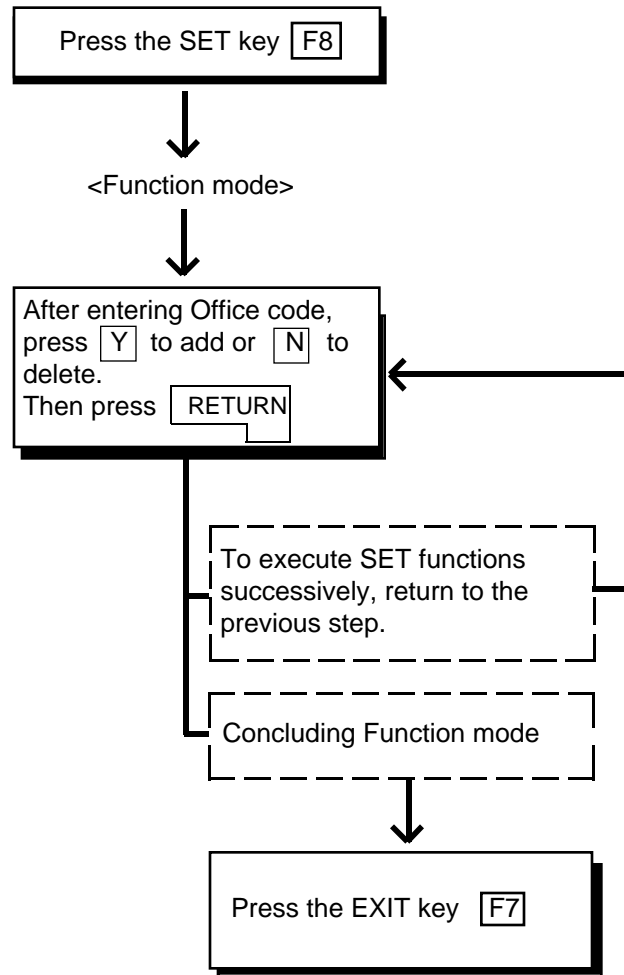 Press the SET key F8
<Function mode>
After entering Office code,
press Y to add or N to
delete.
Then press RETURN
To execute SET functions
successively, return to the
previous step.
Concluding Function mode
Press the EXIT key F7